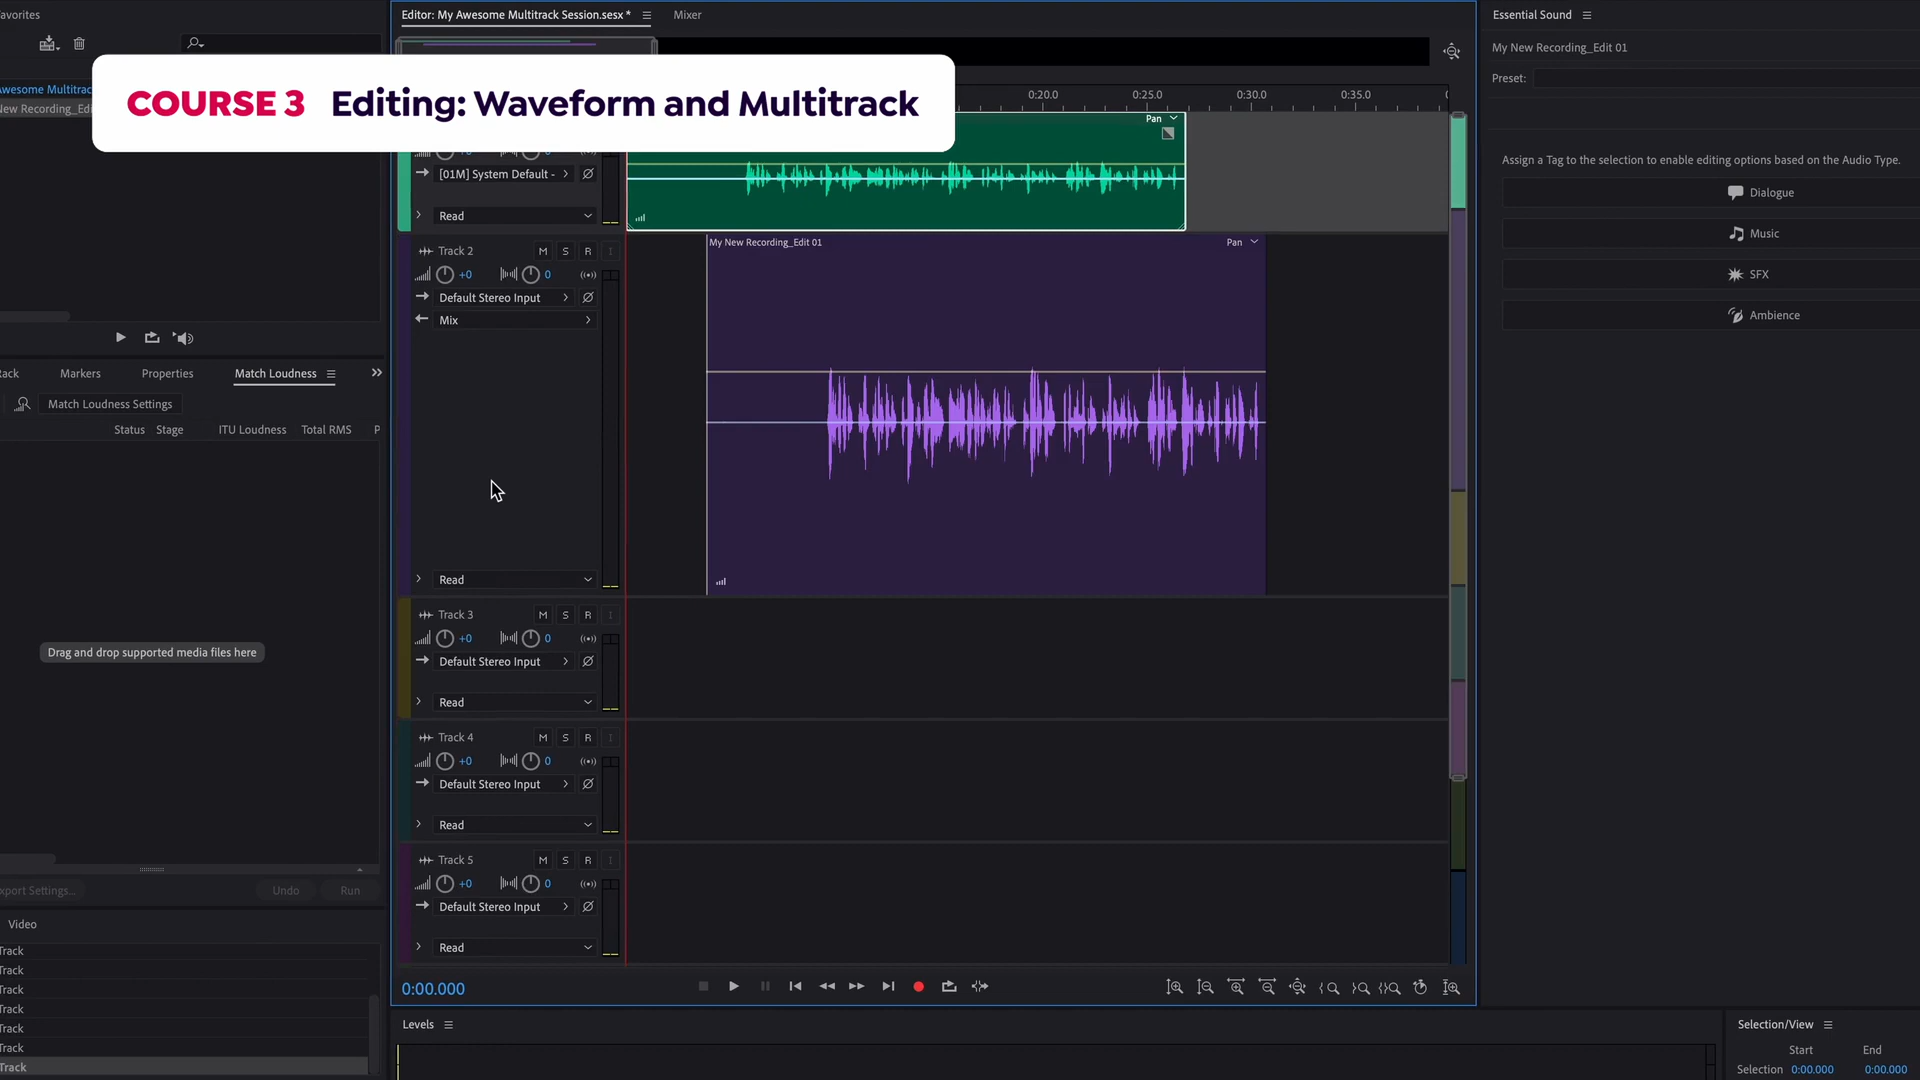 avorites
Editor: My Awesome Multitrack Session.sesx *
Mixer
Essential Sound
My New Recording_Edit 01
Preset:
Awesome Multitrac
New Recording_Edi
COURSE 3 Editing: Waveform and Multitrack
0:20.0 0:25.0 0:30.0 0:35.0
Pan
[01M] System Default -
Read
Assign a Tag to the selection to enable editing options based on the Audio Type.
Dialogue
Music
SFX
Ambience
Track 2 M S R I
+0 0
Default Stereo Input
Mix
Read
My New Recording_Edit 01 Pan
Rack Markers Properties Match Loudness
Match Loudness Settings
Status Stage ITU Loudness Total RMS P
Drag and drop supported media files here
Track 3 M S R I
+0 0
Default Stereo Input
Read
Track 4 M S R I
+0 0
Default Stereo Input
Read
Track 5 M S R I
+0 0
Default Stereo Input
Read
xport Settings... Undo Run
Video
Track
Track
Track
Track
Track
Track
Track
0:00.000
Levels
Selection/View
Start End
Selection 0:00.000 0:00.000